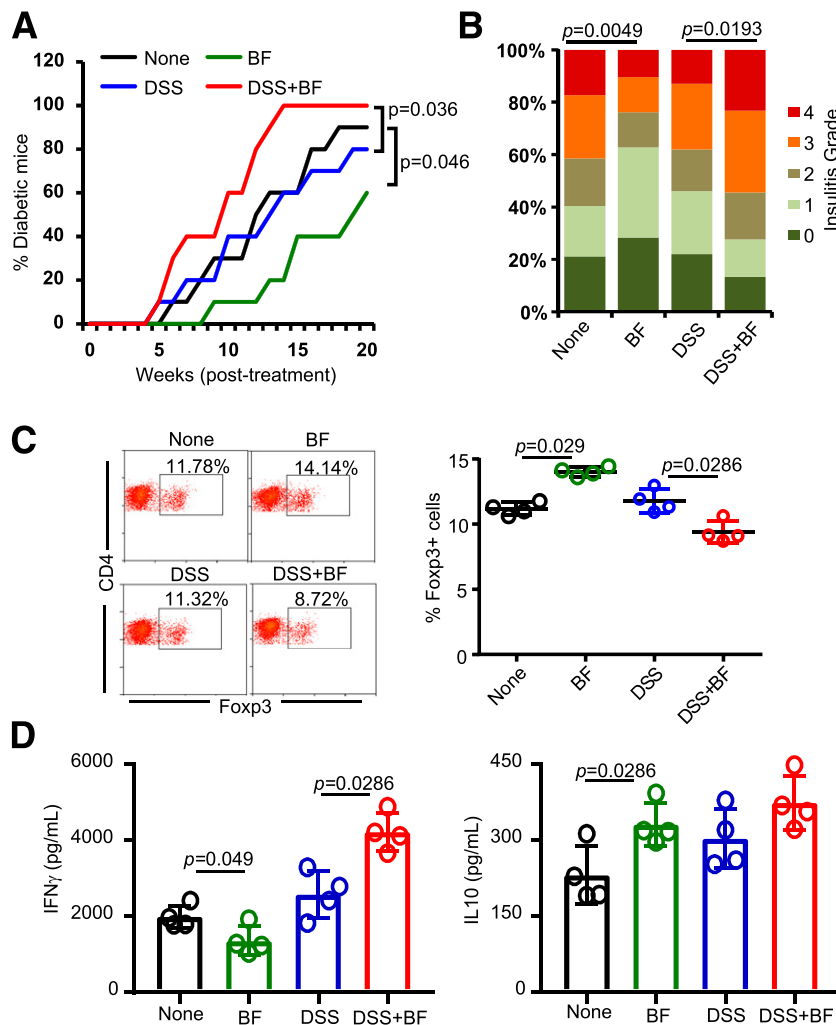 A
None
BF
DSS
DSS+BF
% Diabetic mice
120
100
80
60
40
20
0
p=0.036
p=0.046
0
5
10
15
20
Weeks (post-treatment)
B
p=0.0049
p=0.0193
100%
80%
60%
40%
20%
0%
None
BF
DSS
DSS+BF
4
3
2
1
0
Insulitis Grade
C
None
BF
11.78%
14.14%
DSS
DSS+BF
11.32%
8.72%
CD4
Foxp3
% Foxp3+ cells
15
10
5
0
p=0.029
p=0.0286
None
BF
DSS
DSS+BF
D
IFNγ (pg/mL)
6000
4000
2000
0
p=0.049
p=0.0286
None
BF
DSS
DSS+BF
IL10 (pg/mL)
450
300
150
0
p=0.0286
None
BF
DSS
DSS+BF